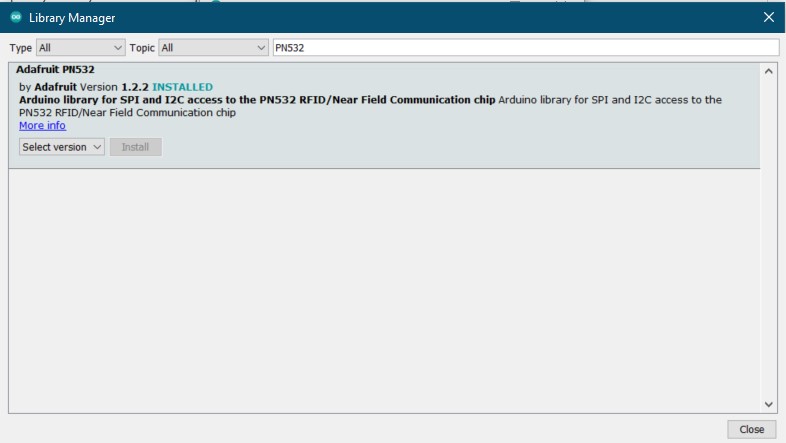 Library Manager
Type All Topic All PN532
Adafruit PN532
by Adafruit Version 1.2.2 INSTALLED
Arduino library for SPI and I2C access to the PN532 RFID/Near Field Communication chip Arduino library for SPI and I2C access to the
PN532 RFID/Near Field Communication chip
More info
Select version Install
Close